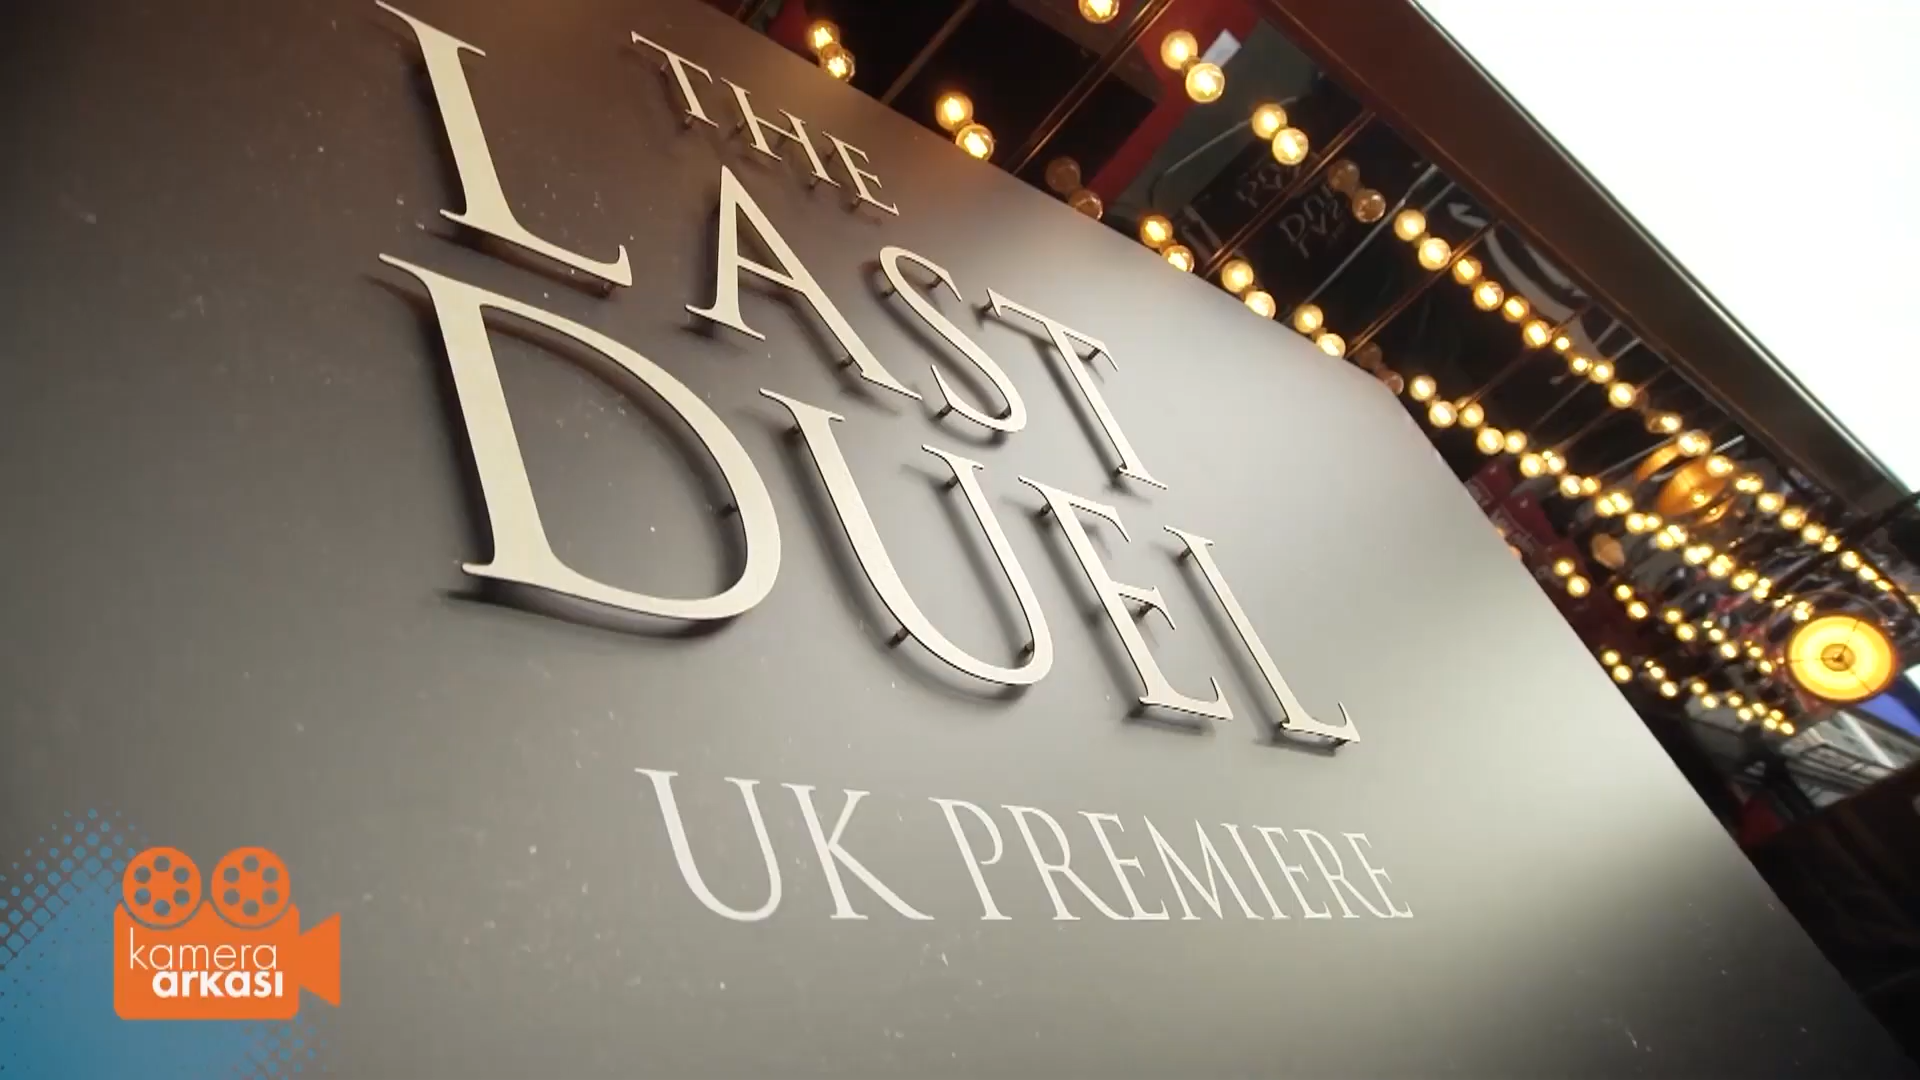 THE
LAST
DUEL
UK PREMIERE
kamera
arkası